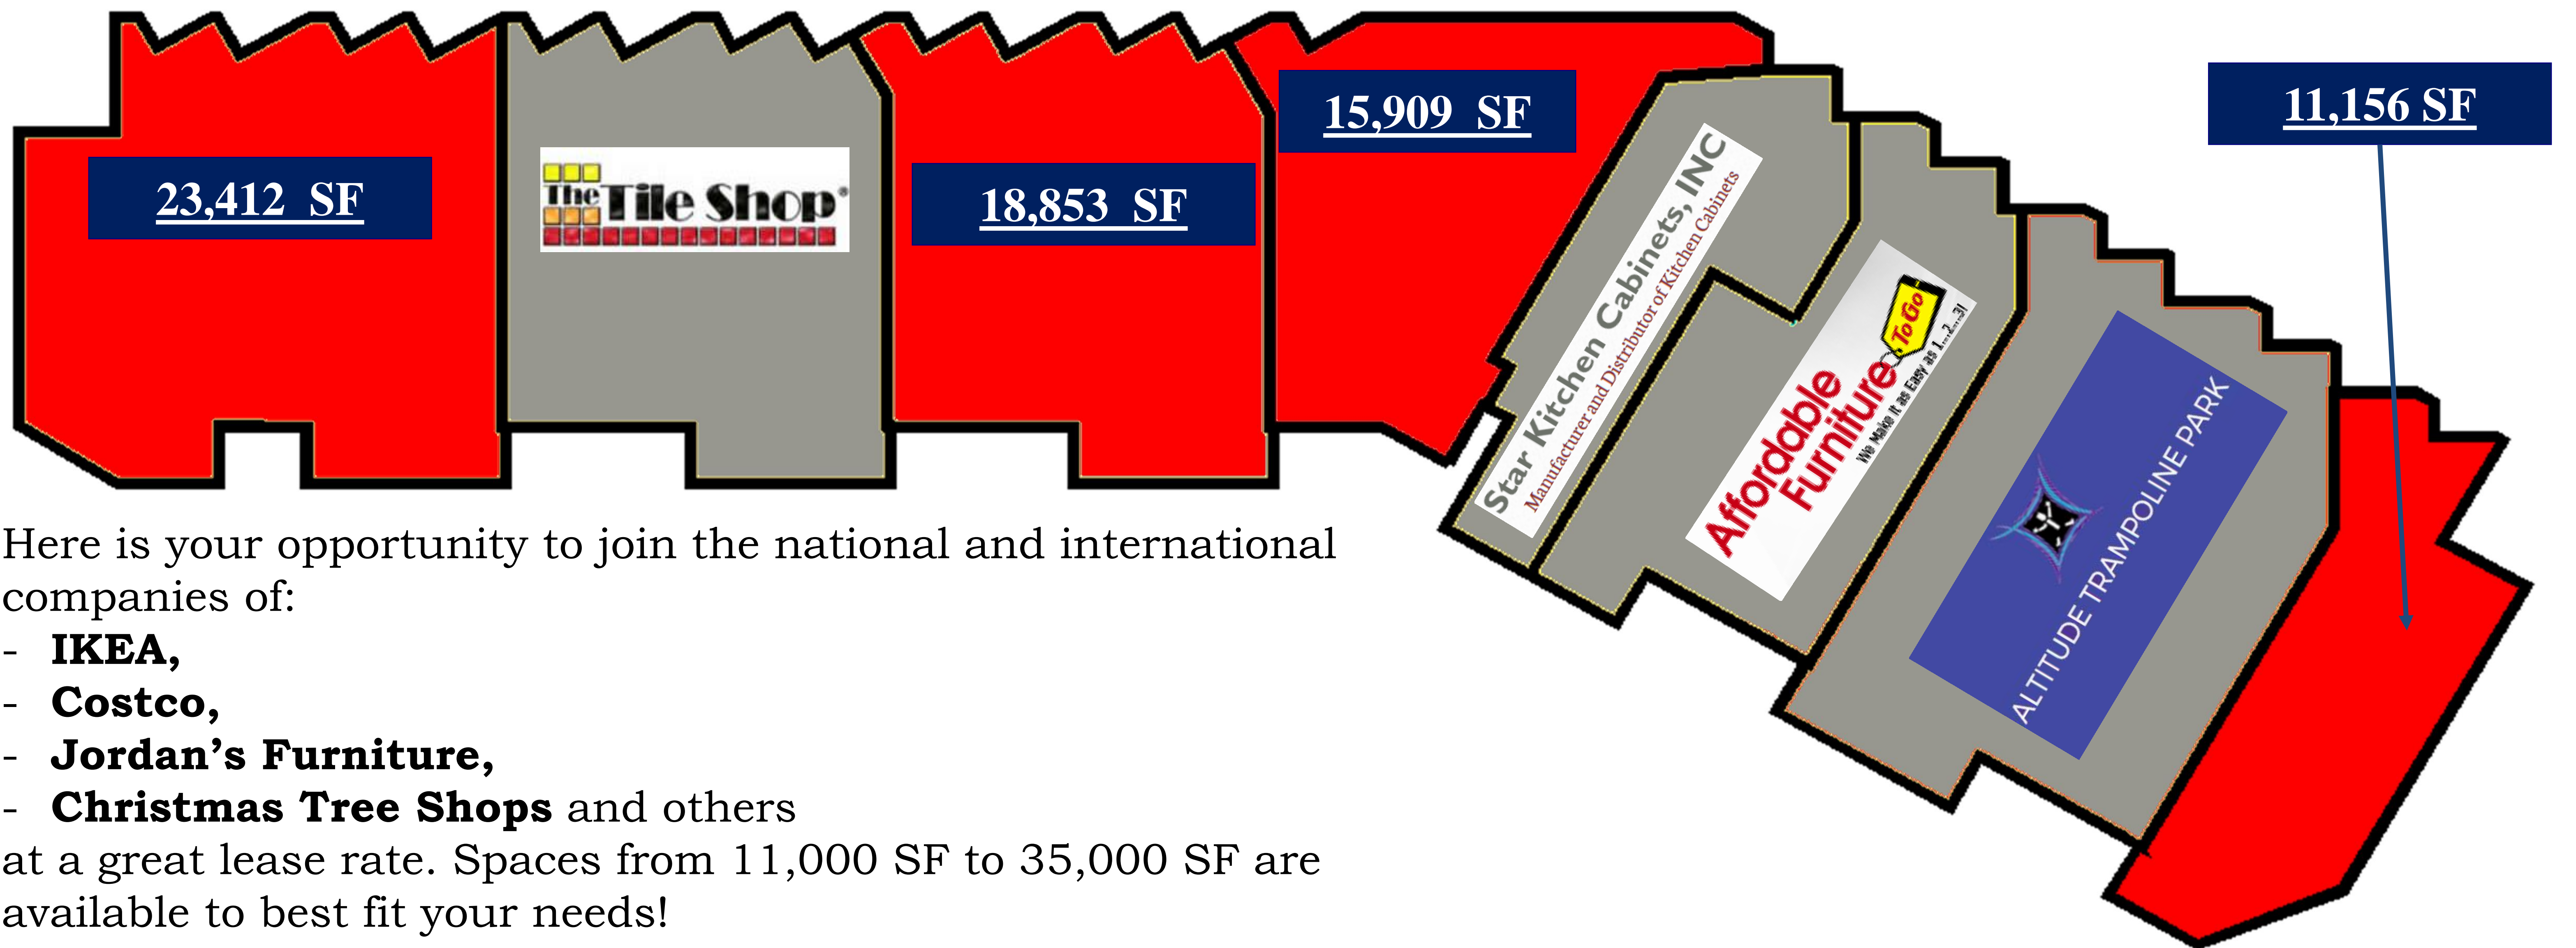 23,412 SF
The Tile Shop®
18,853 SF
15,909 SF
11,156 SF
Star Kitchen Cabinets, INC
Manufacturer and Distributor of Kitchen Cabinets
Affordable
Furniture
To Go
We Make it as Easy as 1...2...3!
ALTITUDE TRAMPOLINE PARK
Here is your opportunity to join the national and international
companies of:
- IKEA,
- Costco,
- Jordan’s Furniture,
- Christmas Tree Shops and others
at a great lease rate. Spaces from 11,000 SF to 35,000 SF are
available to best fit your needs!